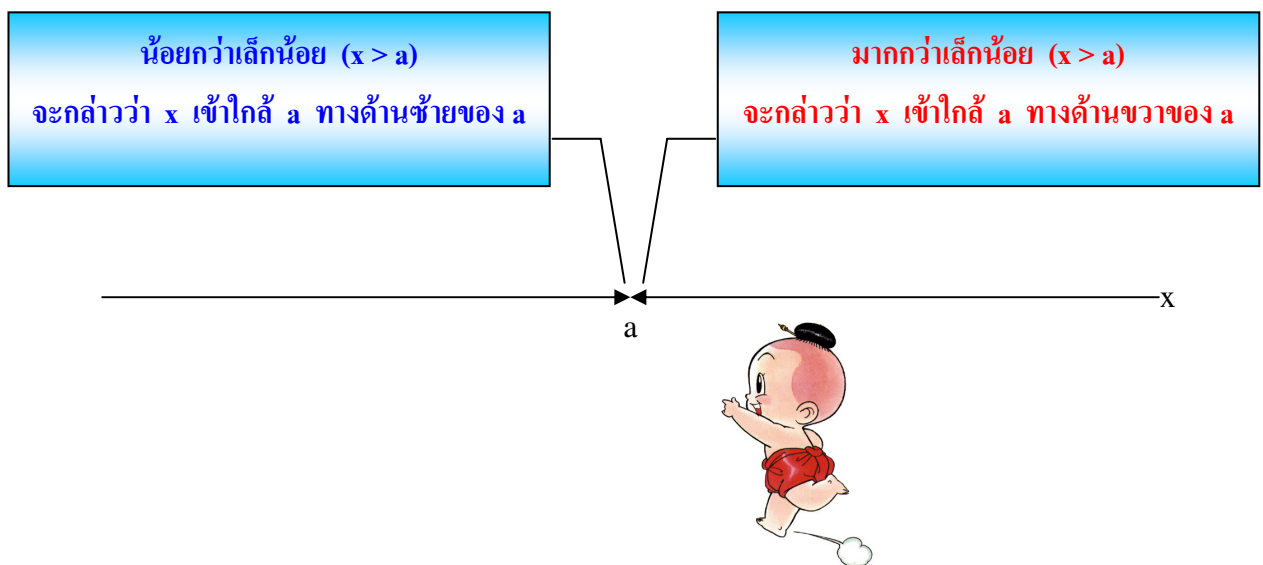 น้อยกว่าเล็กน้อย (x > a)
จะกล่าวว่า x เข้าใกล้ a ทางด้านซ้ายของ a
มากกว่าเล็กน้อย (x > a)
จะกล่าวว่า x เข้าใกล้ a ทางด้านขวาของ a
x
a